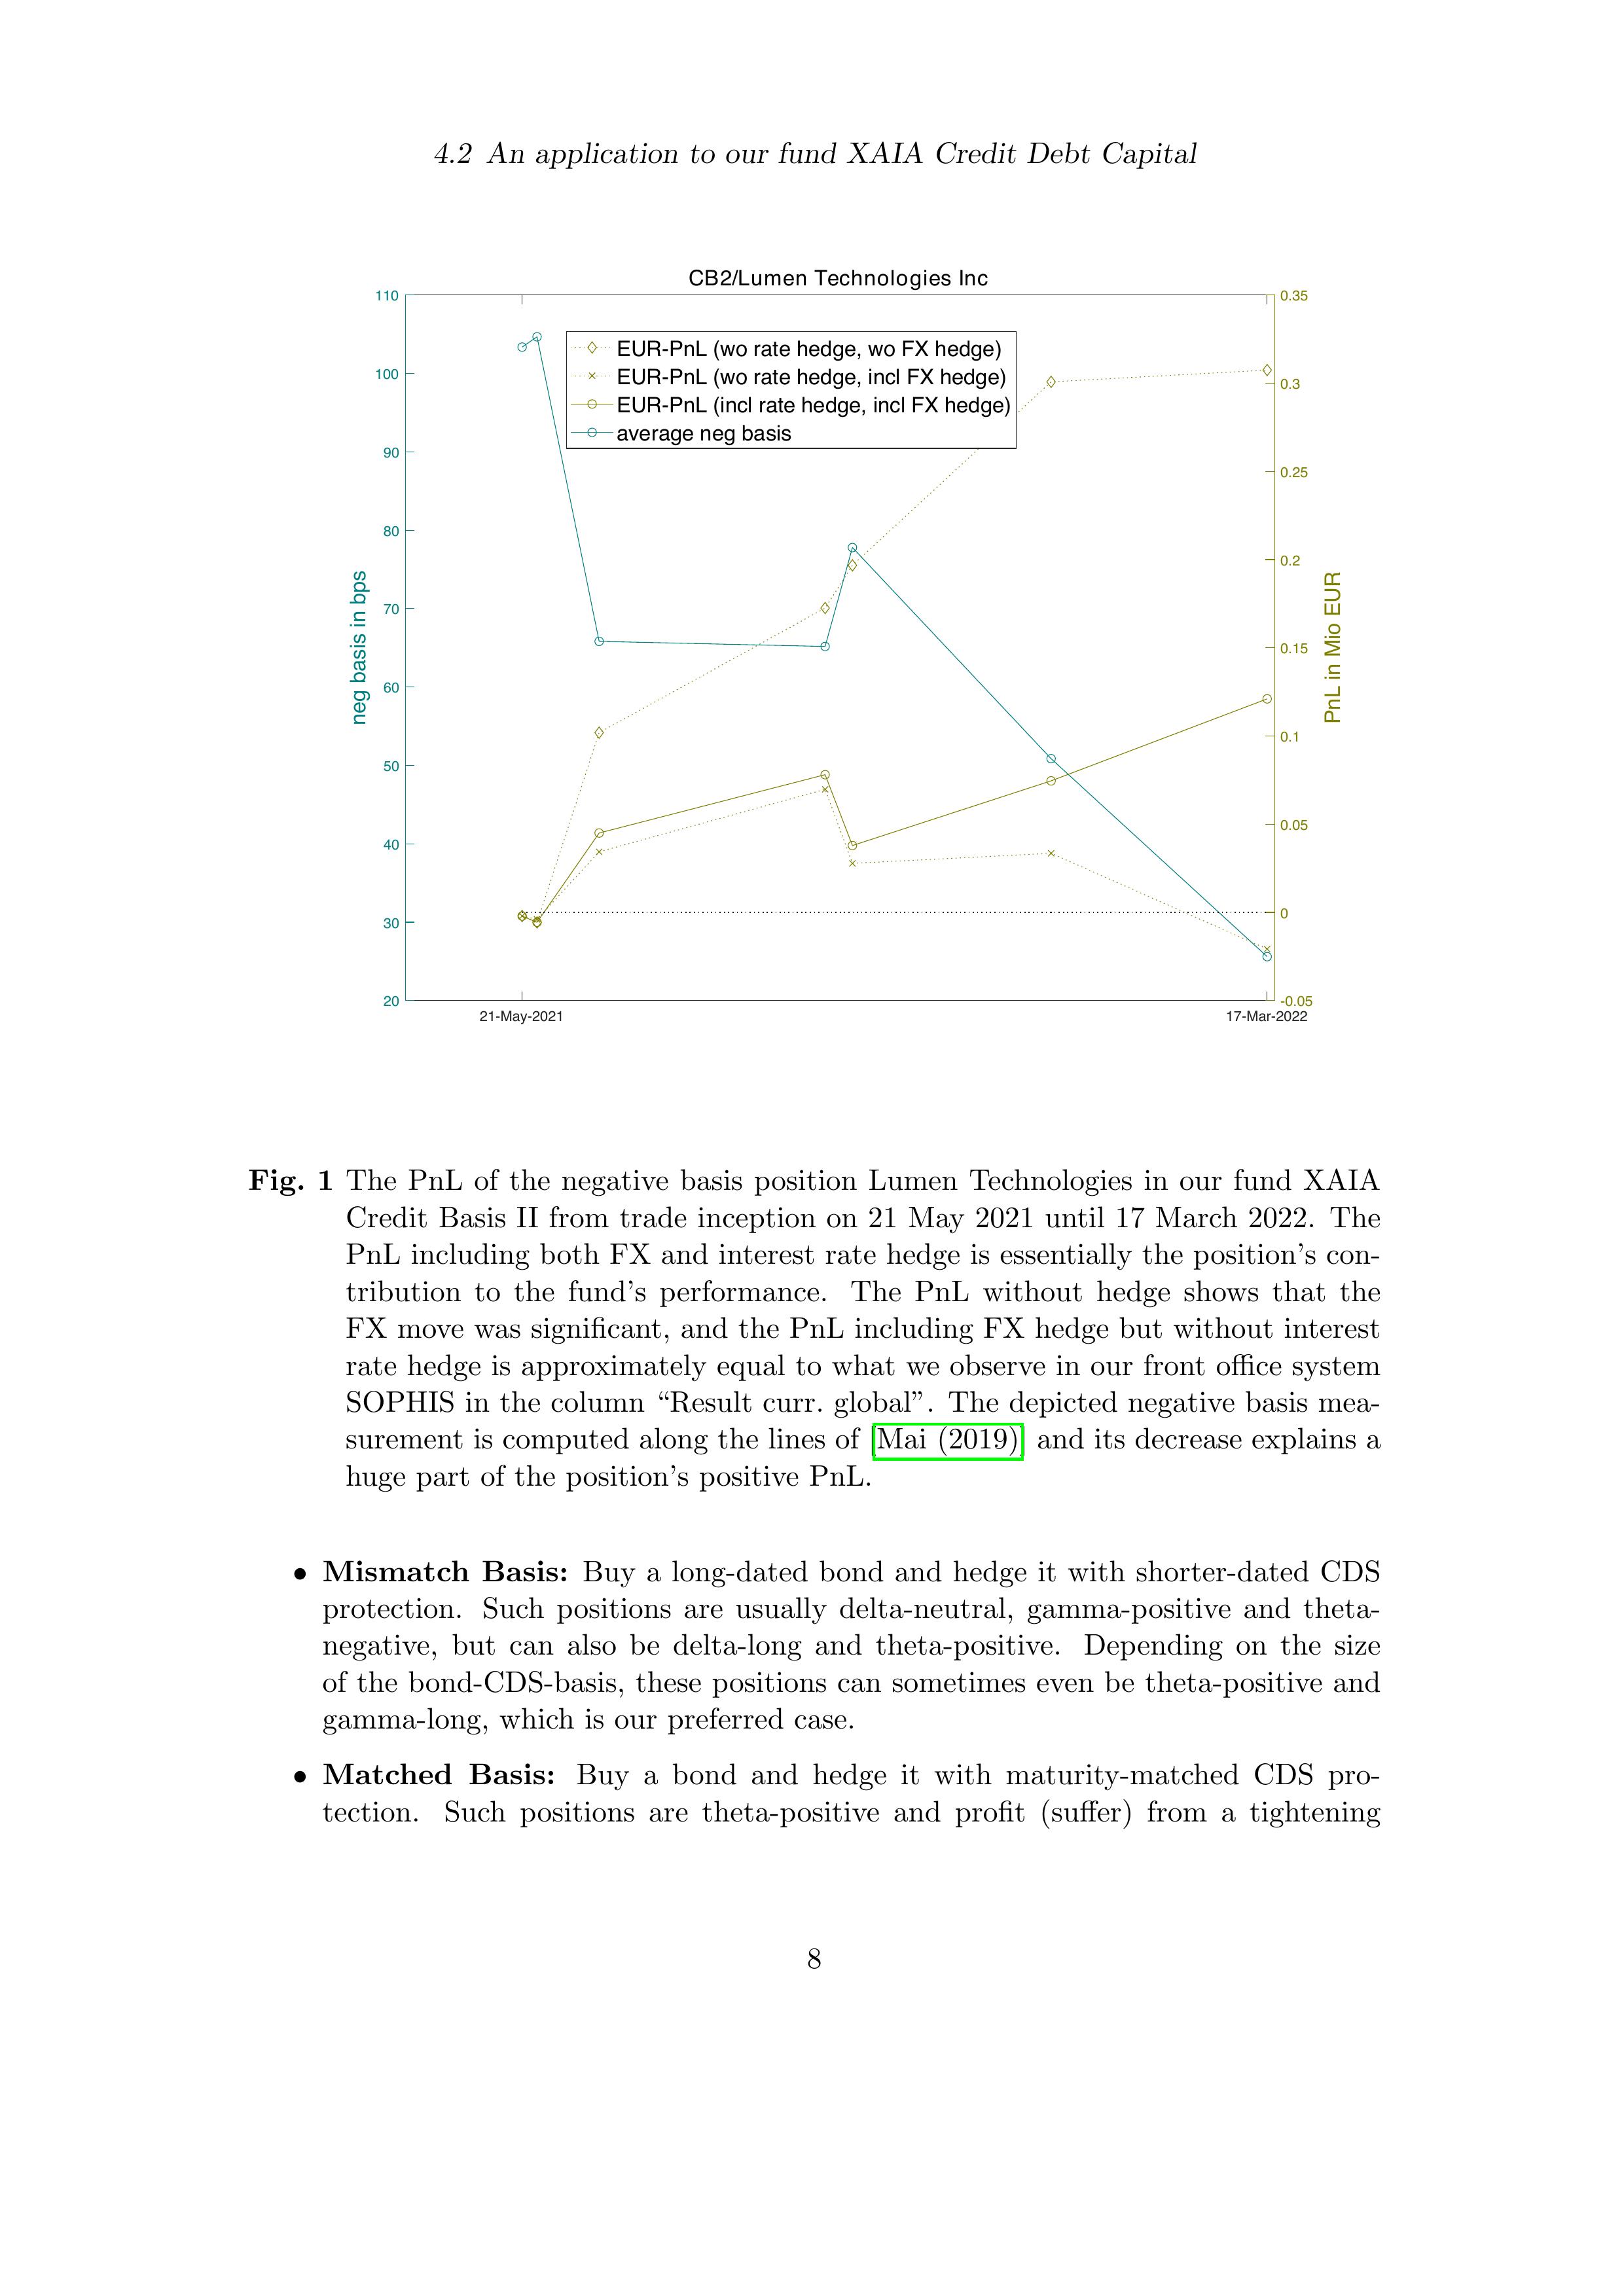 4.2 An application to our fund XAIA Credit Debt Capital
CB2/Lumen Technologies Inc
110
100
90
80
70
60
50
40
30
20
neg basis in bps
EUR-PnL (wo rate hedge, wo FX hedge)
EUR-PnL (wo rate hedge, incl FX hedge)
EUR-PnL (incl rate hedge, incl FX hedge)
average neg basis
0.35
0.3
0.25
0.2
0.15
0.1
0.05
0
-0.05
PnL in Mio EUR
21-May-2021
17-Mar-2022
Fig. 1 The PnL of the negative basis position Lumen Technologies in our fund XAIA
Credit Basis II from trade inception on 21 May 2021 until 17 March 2022. The
PnL including both FX and interest rate hedge is essentially the position's con-
tribution to the fund's performance. The PnL without hedge shows that the
FX move was significant, and the PnL including FX hedge but without interest
rate hedge is approximately equal to what we observe in our front office system
SOPHIS in the column “Result curr. global”. The depicted negative basis mea-
surement is computed along the lines of Mai (2019) and its decrease explains a
huge part of the position's positive PnL.
• Mismatch Basis: Buy a long-dated bond and hedge it with shorter-dated CDS
protection. Such positions are usually delta-neutral, gamma-positive and theta-
negative, but can also be delta-long and theta-positive. Depending on the size
of the bond-CDS-basis, these positions can sometimes even be theta-positive and
gamma-long, which is our preferred case.
• Matched Basis: Buy a bond and hedge it with maturity-matched CDS pro-
tection. Such positions are theta-positive and profit (suffer) from a tightening
8